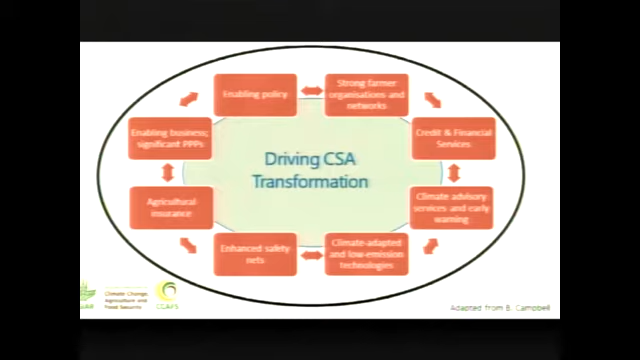 Enabling policy
Strong farmer
organisations and
networks
Enabling business;
significant PPPs
Credit & Financial
Services
Driving CSA
Transformation
Agricultural
insurance
Climate advisory
services and early
warning
Enhanced safety
nets
Climate-adapted
and low-emission
technologies
Climate Change,
Agriculture and
Food Security
CCAFS
Adapted from B. Campbell